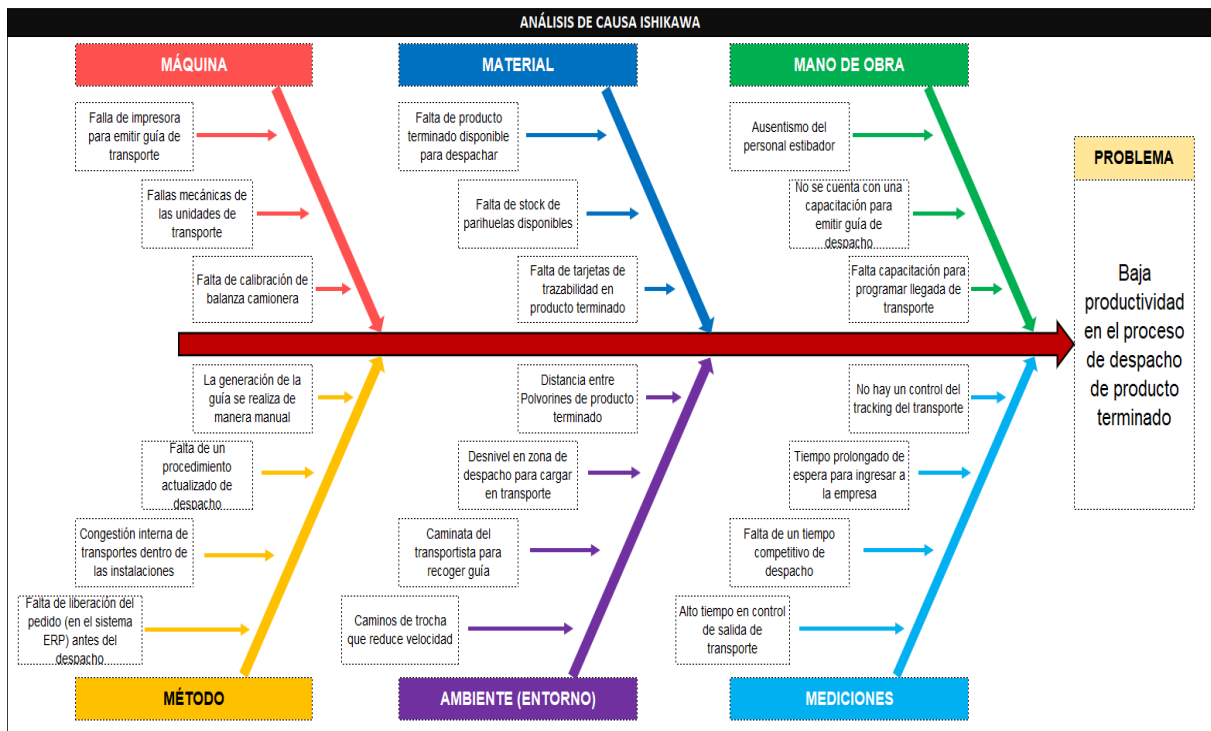 ANÁLISIS DE CAUSA ISHIKAWA
MÁQUINA
Falla de impresora
para emitir guía de
transporte
Fallas mecánicas de
las unidades de
transporte
Falta de calibración de
balanza camionera
MATERIAL
Falta de producto
terminado disponible
para despachar
Falta de stock de
parihuelas disponibles
Falta de tarjetas de
trazabilidad en
producto terminado
MANO DE OBRA
Ausentismo del
personal estibador
No se cuenta con una
capacitación para
emitir guía de
despacho
Falta capacitación para
programar llegada de
transporte
PROBLEMA
Baja
productividad
en el proceso
de despacho
de producto
terminado
La generación de la
guía se realiza de
manera manual
Falta de un
procedimiento
actualizado de
despacho
Congestión interna de
transportes dentro de
las instalaciones
Falta de liberación del
pedido (en el sistema
ERP) antes del
despacho
MÉTODO
Distancia entre
Polvorines de producto
terminado
Desnivel en zona de
despacho para cargar
en transporte
Caminata del
transportista para
recoger guía
Caminos de trocha
que reduce velocidad
AMBIENTE (ENTORNO)
No hay un control del
tracking del transporte
Tiempo prolongado de
espera para ingresar a
la empresa
Falta de un tiempo
competitivo de
despacho
Alto tiempo en control
de salida de
transporte
MEDICIONES